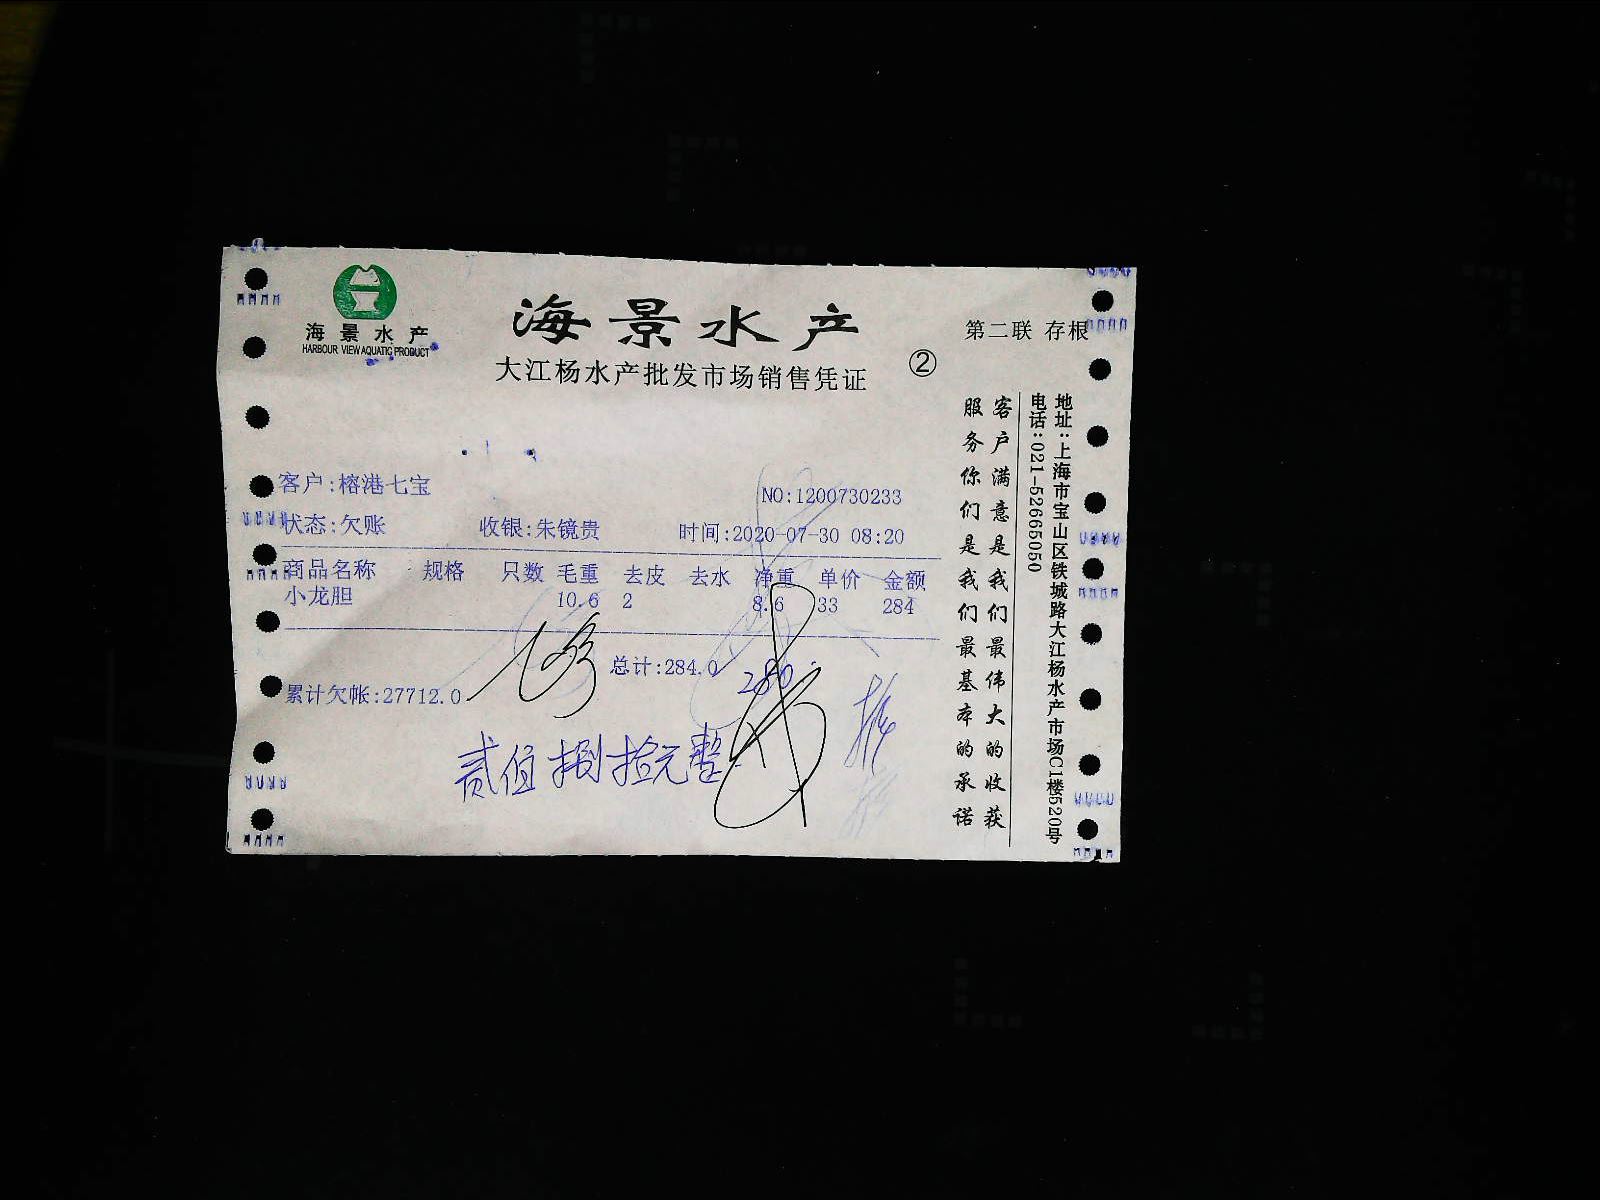 海景水产
HARBOUR VIEW AQUATIC PRODUCT
海景水产
大江杨水产批发市场销售凭证
②
第二联 存根
客户:榕港七宝
NO:1200730233
状态:欠账 收银:朱镜贵 时间:2020-07-30 08:20
商品名称 规格 只数 毛重 去皮 去水 净重 单价 金额
小龙胆 10.6 2 8.6 33 284
总计:284.0
280
累计欠帐:27712.0
贰佰捌拾元整
地址:上海市宝山区铁城路大江杨水产市场C1楼520号
电话:021-52665050
客户满意是我们最伟大的收获
服务你们是我们最基本的承诺